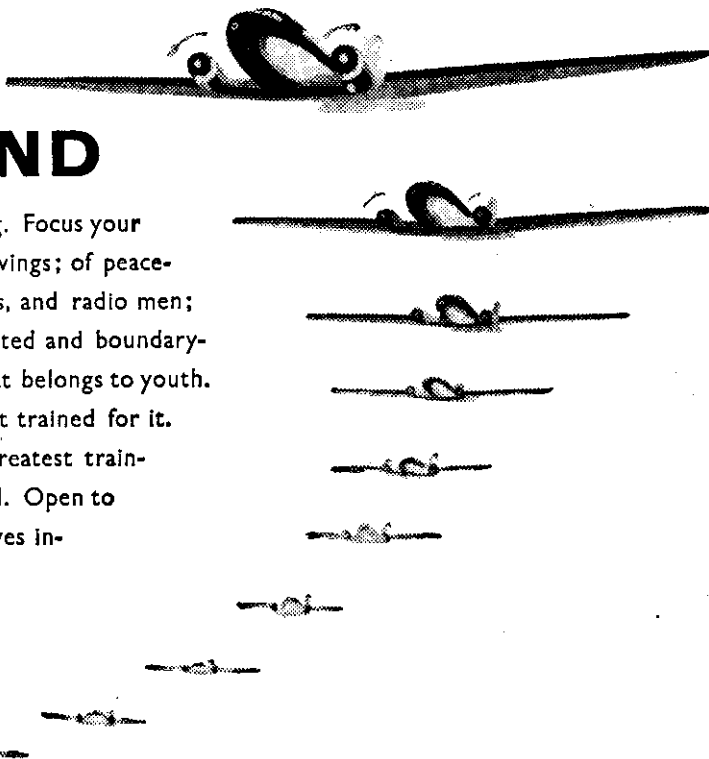 ND
. Focus your
vings; of peace-
s, and radio men;
ted and boundary-
t belongs to youth.
t trained for it.
reatest train-
. Open to
es in-